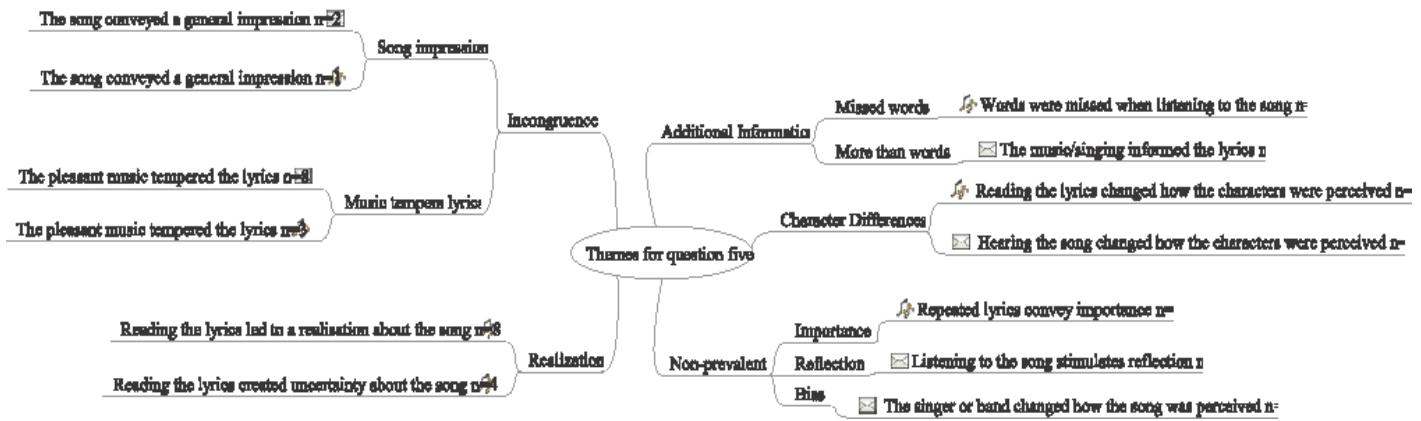 The song conveyed a general impression n=2
Song impression
The song conveyed a general impression n=1
Incongruence
The pleasant music tempered the lyrics n=8
Music tempers lyrics
The pleasant music tempered the lyrics n=3
Themes for question five
Reading the lyrics led to a realisation about the song n=8
Realization
Reading the lyrics created uncertainty about the song n=4
Additional Informatio
Missed words
Words were missed when listening to the song n=
More than words
The music/singing informed the lyrics n
Character Differences
Reading the lyrics changed how the characters were perceived n=
Hearing the song changed how the characters were perceived n=
Non-prevalent
Importance
Repeated lyrics convey importance n=
Reflection
Listening to the song stimulates reflection n
Bias
The singer or band changed how the song was perceived n=